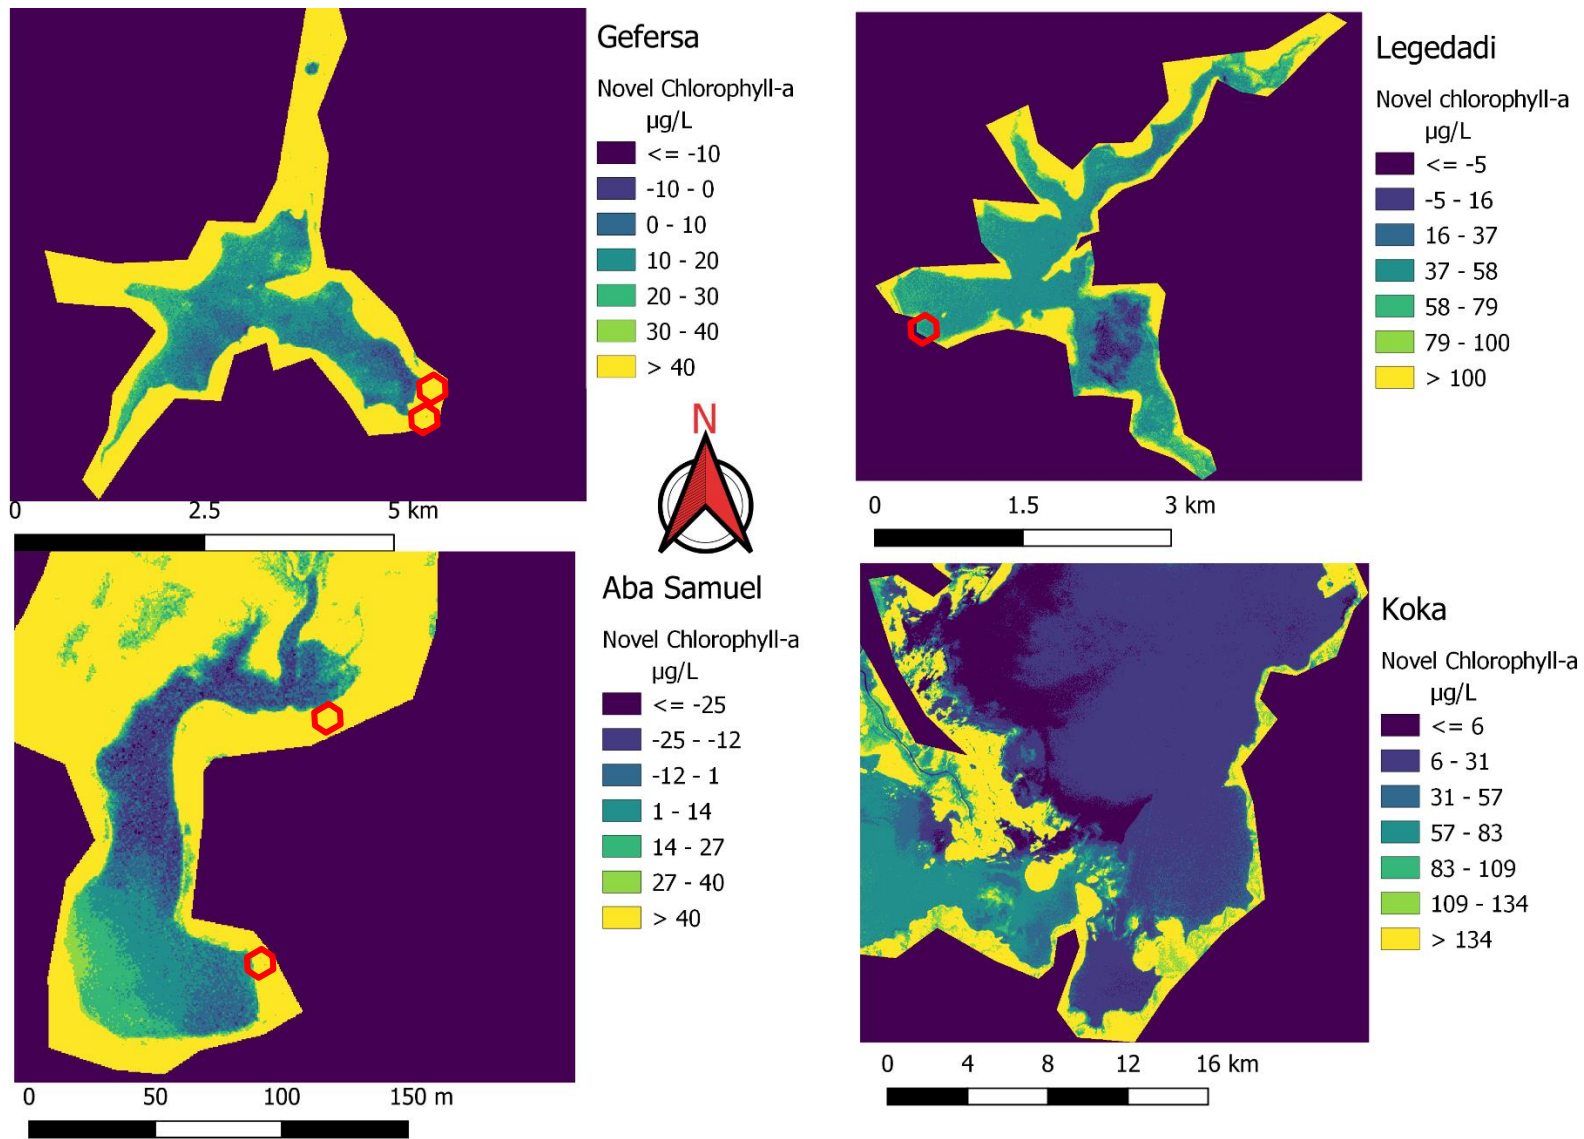 Gefersa
Novel Chlorophyll-a
µg/L
<= -10
-10 - 0
0 - 10
10 - 20
20 - 30
30 - 40
> 40
0 2.5 5 km
N
Legedadi
Novel chlorophyll-a
µg/L
<= -5
-5 - 16
16 - 37
37 - 58
58 - 79
79 - 100
> 100
0 1.5 3 km
Aba Samuel
Novel Chlorophyll-a
µg/L
<= -25
-25 - -12
-12 - 1
1 - 14
14 - 27
27 - 40
> 40
0 50 100 150 m
Koka
Novel Chlorophyll-a
µg/L
<= 6
6 - 31
31 - 57
57 - 83
83 - 109
109 - 134
> 134
0 4 8 12 16 km